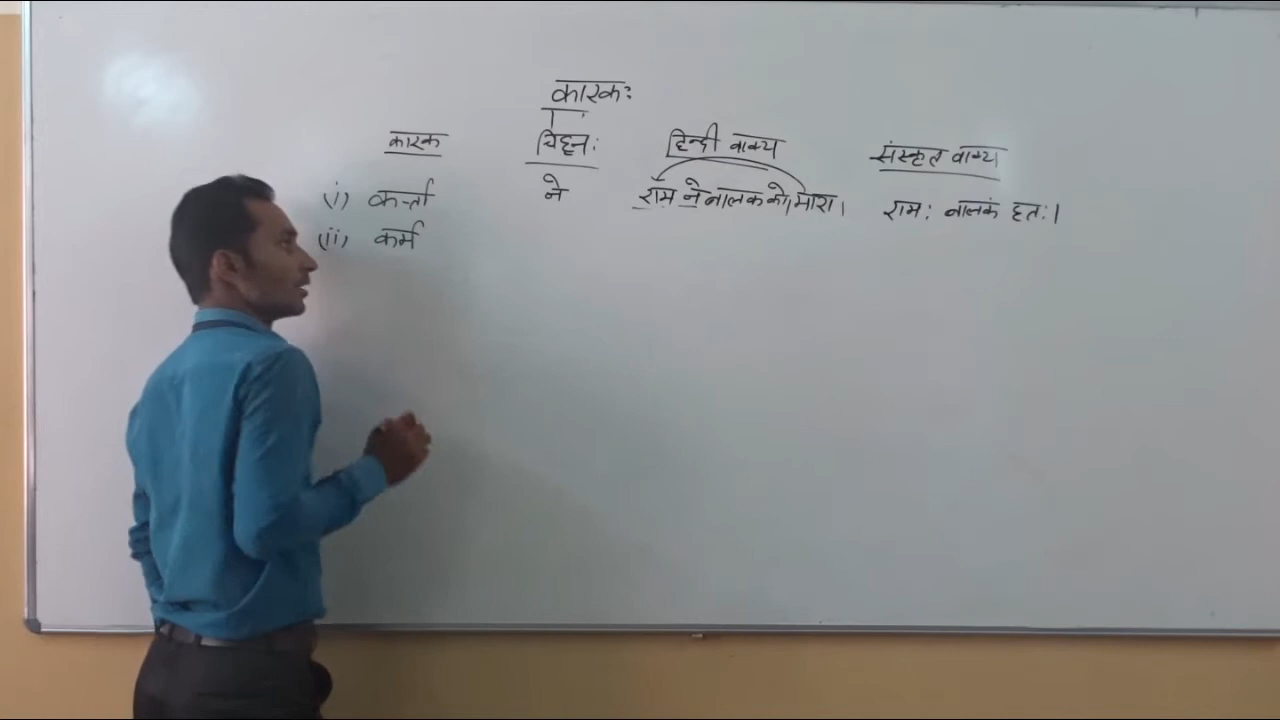 कारकः
कारक चिह्नः हिन्दी वाक्य संस्कृत वाक्य
(i) कर्त्ता ने राम ने बालक को मारा। रामः बालकं हतः।
(ii) कर्म